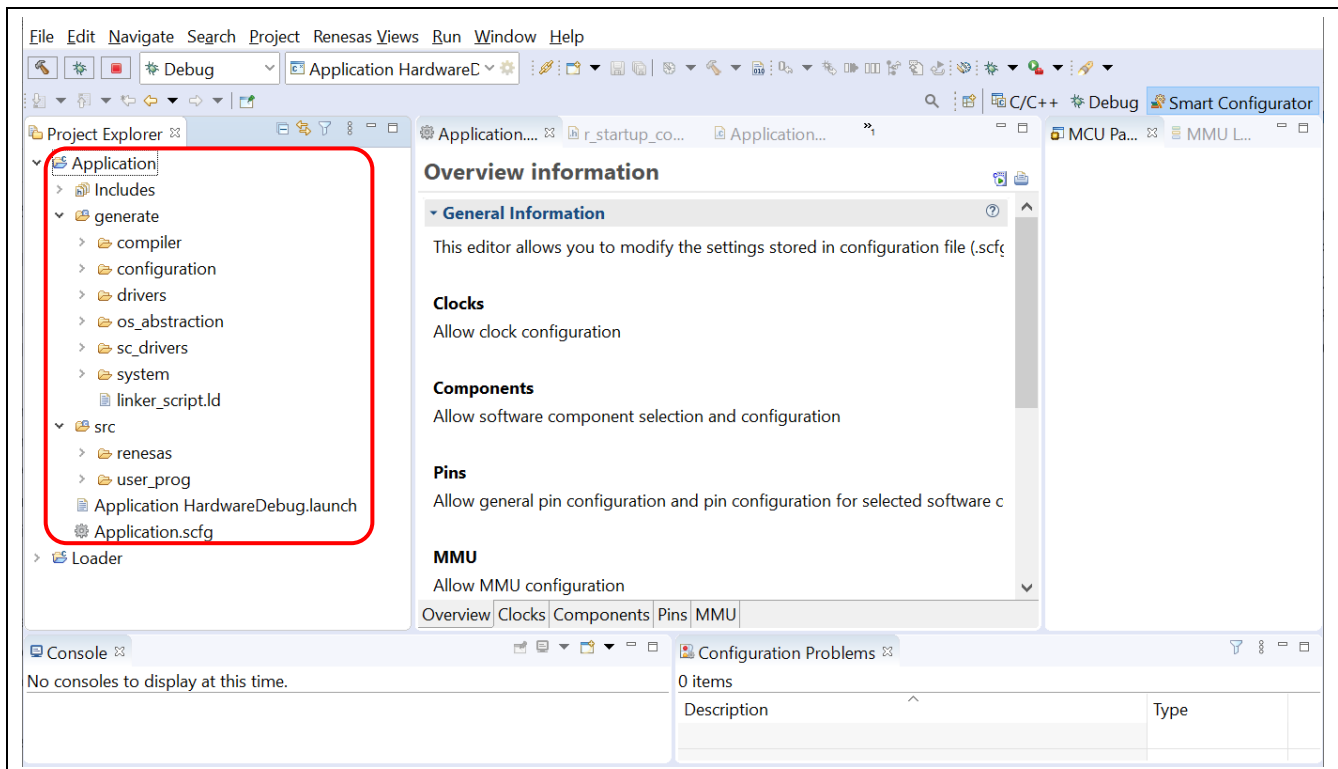 File Edit Navigate Search Project Renesas Views Run Window Help
Debug Application HardwareD
C/C++ Debug Smart Configurator
Project Explorer
Application
Includes
generate
compiler
configuration
drivers
os_abstraction
sc_drivers
system
linker_script.ld
src
renesas
user_prog
Application HardwareDebug.launch
Application.scfg
Loader
Application.... r_startup_co... Application... »1
Overview information
General Information
This editor allows you to modify the settings stored in configuration file (.scfg
Clocks
Allow clock configuration
Components
Allow software component selection and configuration
Pins
Allow general pin configuration and pin configuration for selected software c
MMU
Allow MMU configuration
Overview Clocks Components Pins MMU
MCU Pa... MMU L...
Console
No consoles to display at this time.
Configuration Problems
0 items
Description Type